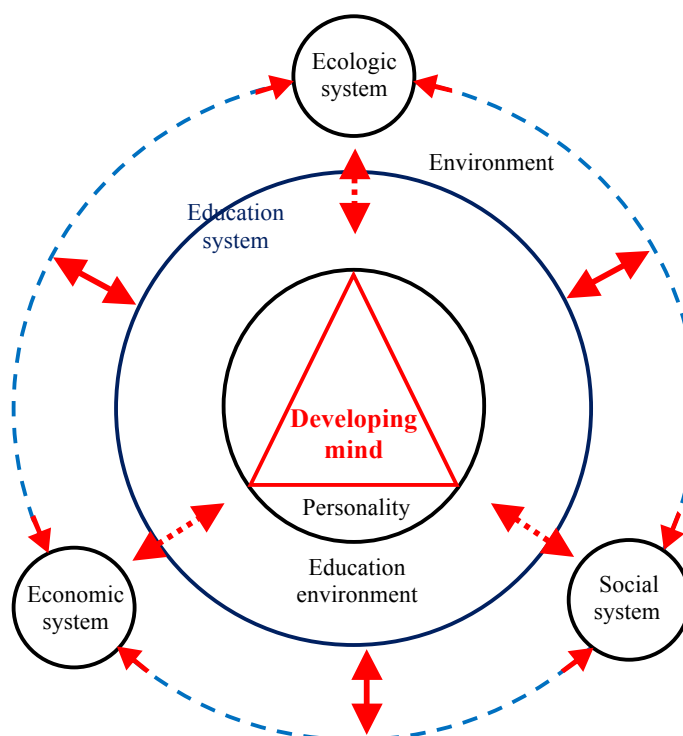 Ecologic
system
Environment
Education
system
Developing
mind
Personality
Education
environment
Economic
system
Social
system